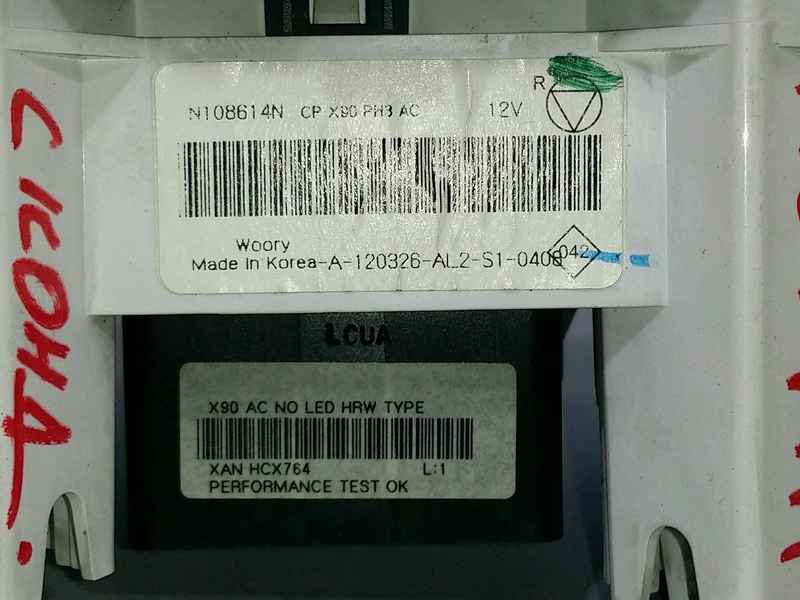 R
N108614N CP X90 PH3 AC 12V
Woory
Made In Korea-A-120326-AL2-S1-0408
042
LCUA
X90 AC NO LED HRW TYPE
XAN HCX764 L:1
PERFORMANCE TEST OK